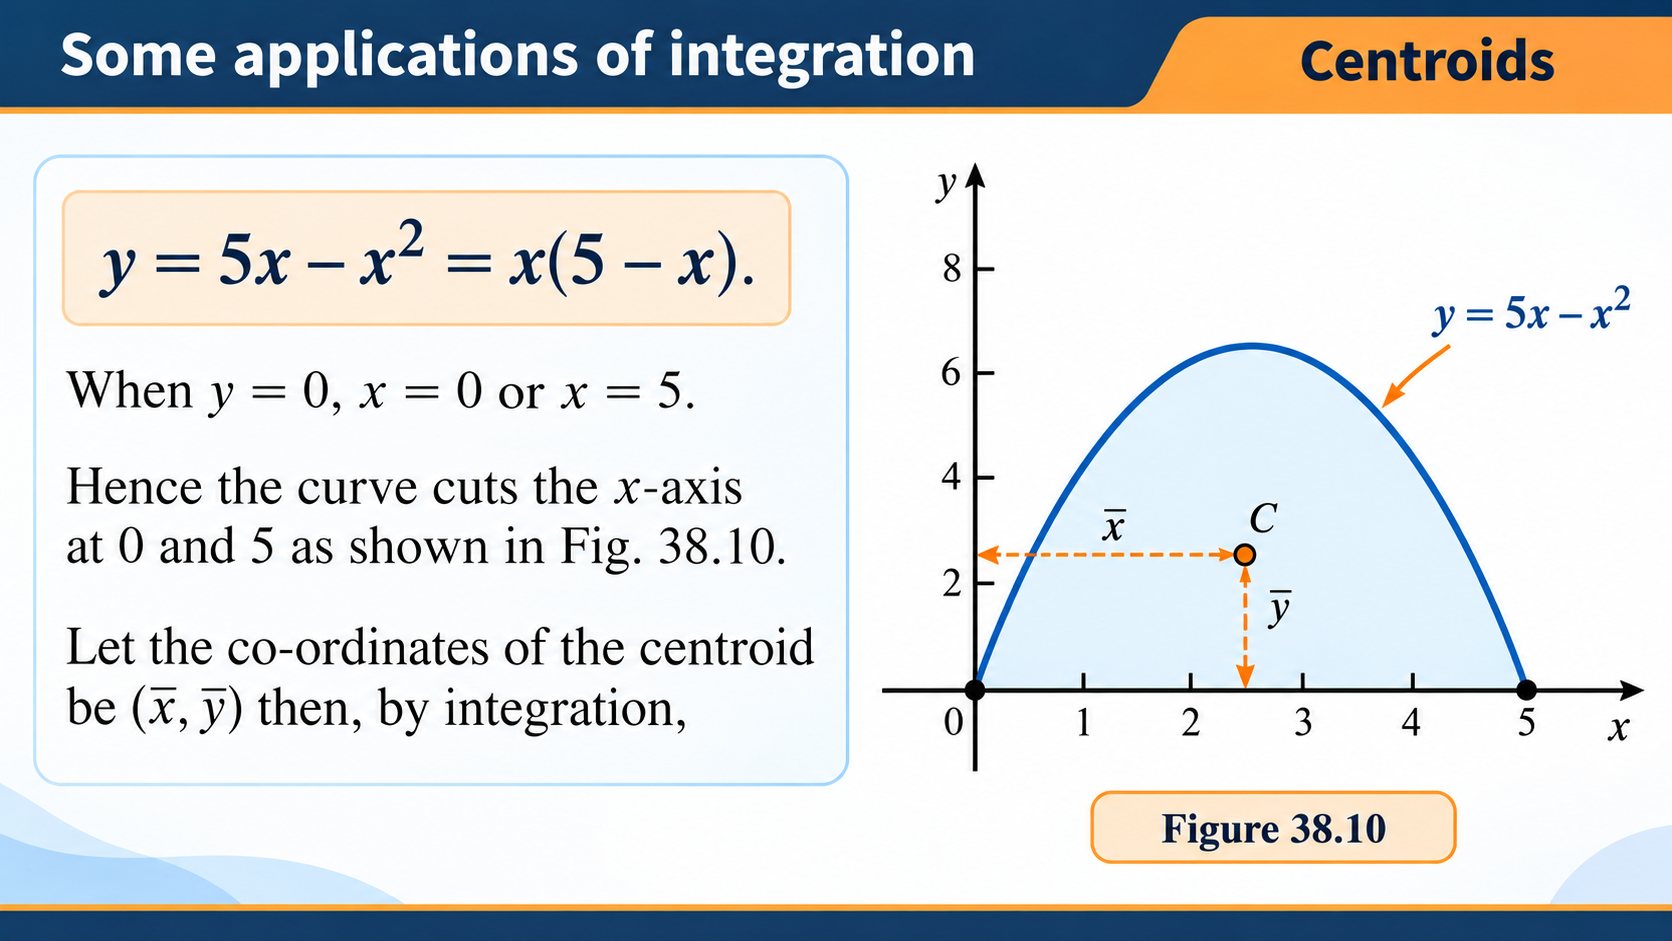 Some applications of integration
Centroids
y = 5x − x² = x(5 − x).
When y = 0, x = 0 or x = 5.
Hence the curve cuts the x-axis
at 0 and 5 as shown in Fig. 38.10.
Let the co-ordinates of the centroid
be (x̅, y̅) then, by integration,
y
8
6
4
2
0
1
2
3
4
5
x
y = 5x − x²
x̅
C
y̅
Figure 38.10